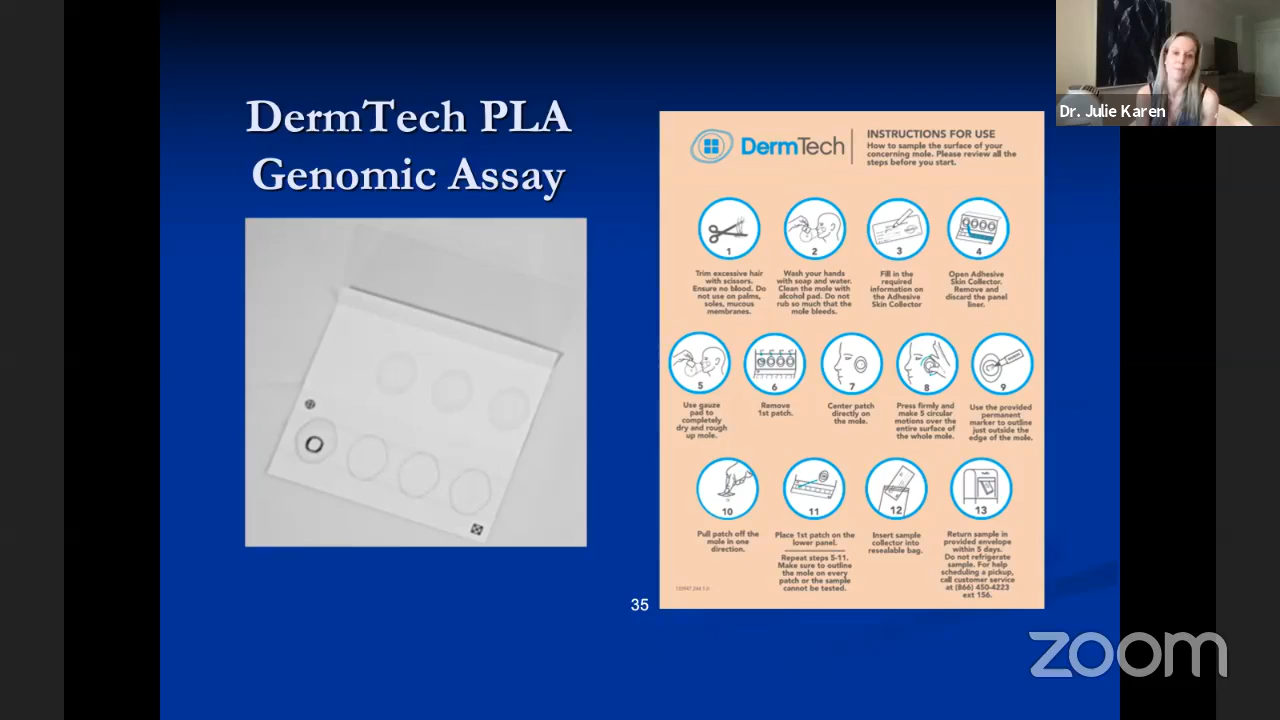 DermTech PLA
Genomic Assay
Dr. Julie Karen
DermTech
INSTRUCTIONS FOR USE
How to sample the surface of your
concerning mole. Please review all the
steps before you start.
1
Trim excessive hair
with scissors.
Ensure no blood. Do
not use on palms,
soles, mucous
membranes.
2
Wash your hands
with soap and water.
Clean the mole with
alcohol pad. Do not
rub so much that the
mole bleeds.
3
Fill in the
required
information on
the Adhesive
Skin Collector
4
Open Adhesive
Skin Collector.
Remove and
discard the panel
liner.
5
Use gauze
pad to
completely
dry and rough
up mole.
6
Remove
1st patch.
7
Center patch
directly on
the mole.
8
Press firmly and
make 5 circular
motions over the
entire surface of
the whole mole.
9
Use the provided
permanent
marker to outline
just outside the
edge of the mole.
10
Pull patch off the
mole in one
direction.
11
Place 1st patch on the
lower panel.
Repeat steps 5-11.
Make sure to outline
the mole on every
patch or the sample
cannot be tested.
12
Insert sample
collector into
resealable bag.
13
Return sample in
provided envelope
within 5 days.
Do not refrigerate
sample. For help
scheduling a pickup,
call customer service
at (866) 450-4223
ext 156.
35
zoom